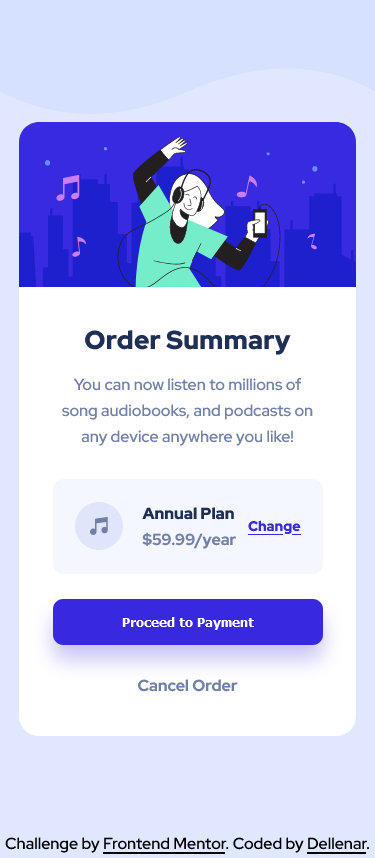 Order Summary
You can now listen to millions of
song audiobooks, and podcasts on
any device anywhere you like!
Annual Plan
$59.99/year
Change
Proceed to Payment
Cancel Order
Challenge by Frontend Mentor. Coded by Dellenar.